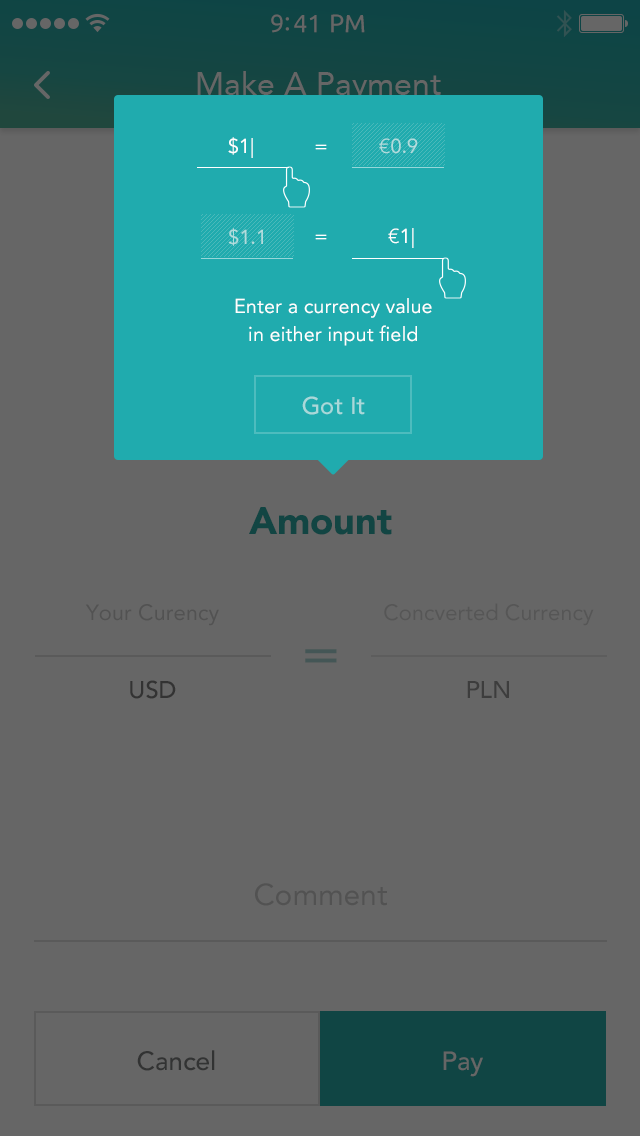 9:41 PM
Make A Payment
$1 = €0.9
$1.1 = €1
Enter a currency value
in either input field
Got It
Amount
Your Curency
Concverted Currency
=
USD
PLN
Comment
Cancel
Pay